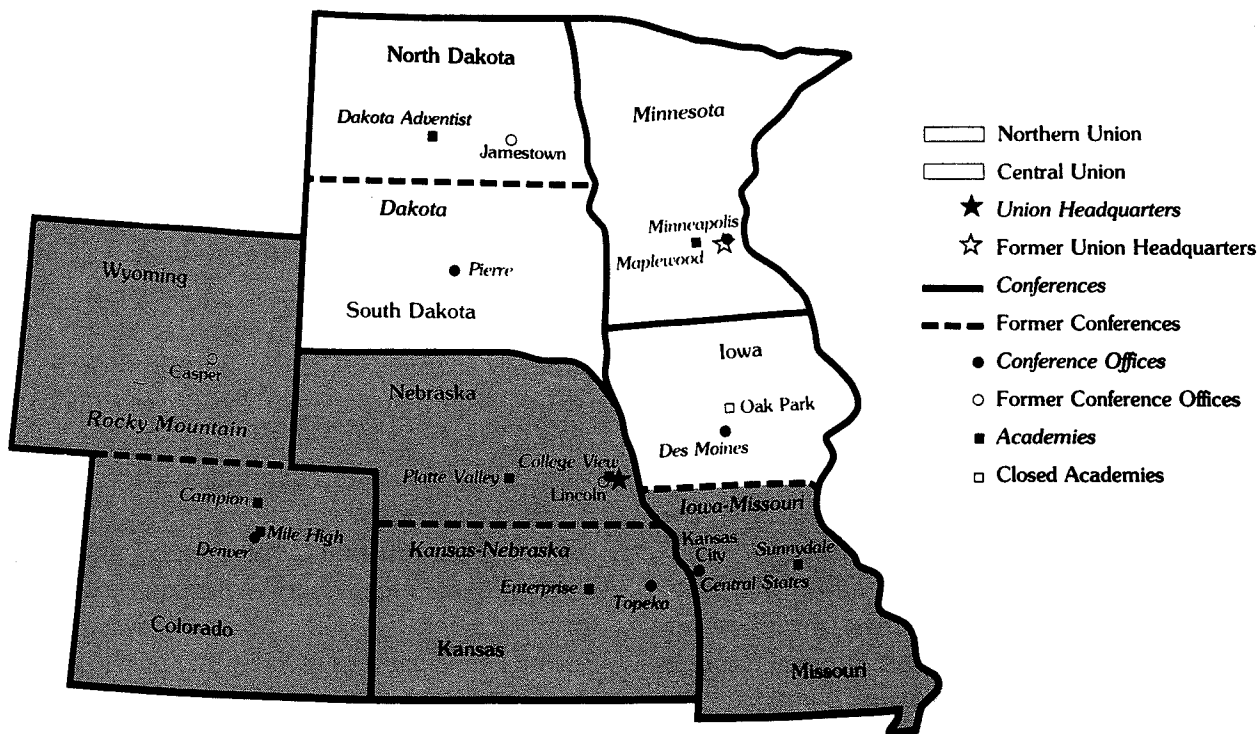 North Dakota
Dakota Adventist
Jamestown
Dakota
Pierre
South Dakota
Minnesota
Minneapolis
Maplewood
Wyoming
Casper
Rocky Mountain
Nebraska
Platte Valley
College View
Lincoln
Iowa
Oak Park
Des Moines
Campion
Mile High
Denver
Colorado
Kansas-Nebraska
Enterprise
Topeka
Kansas
Iowa-Missouri
Kansas
City
Sunnydale
Central States
Missouri
Northern Union
Central Union
Union Headquarters
Former Union Headquarters
Conferences
Former Conferences
Conference Offices
Former Conference Offices
Academies
Closed Academies